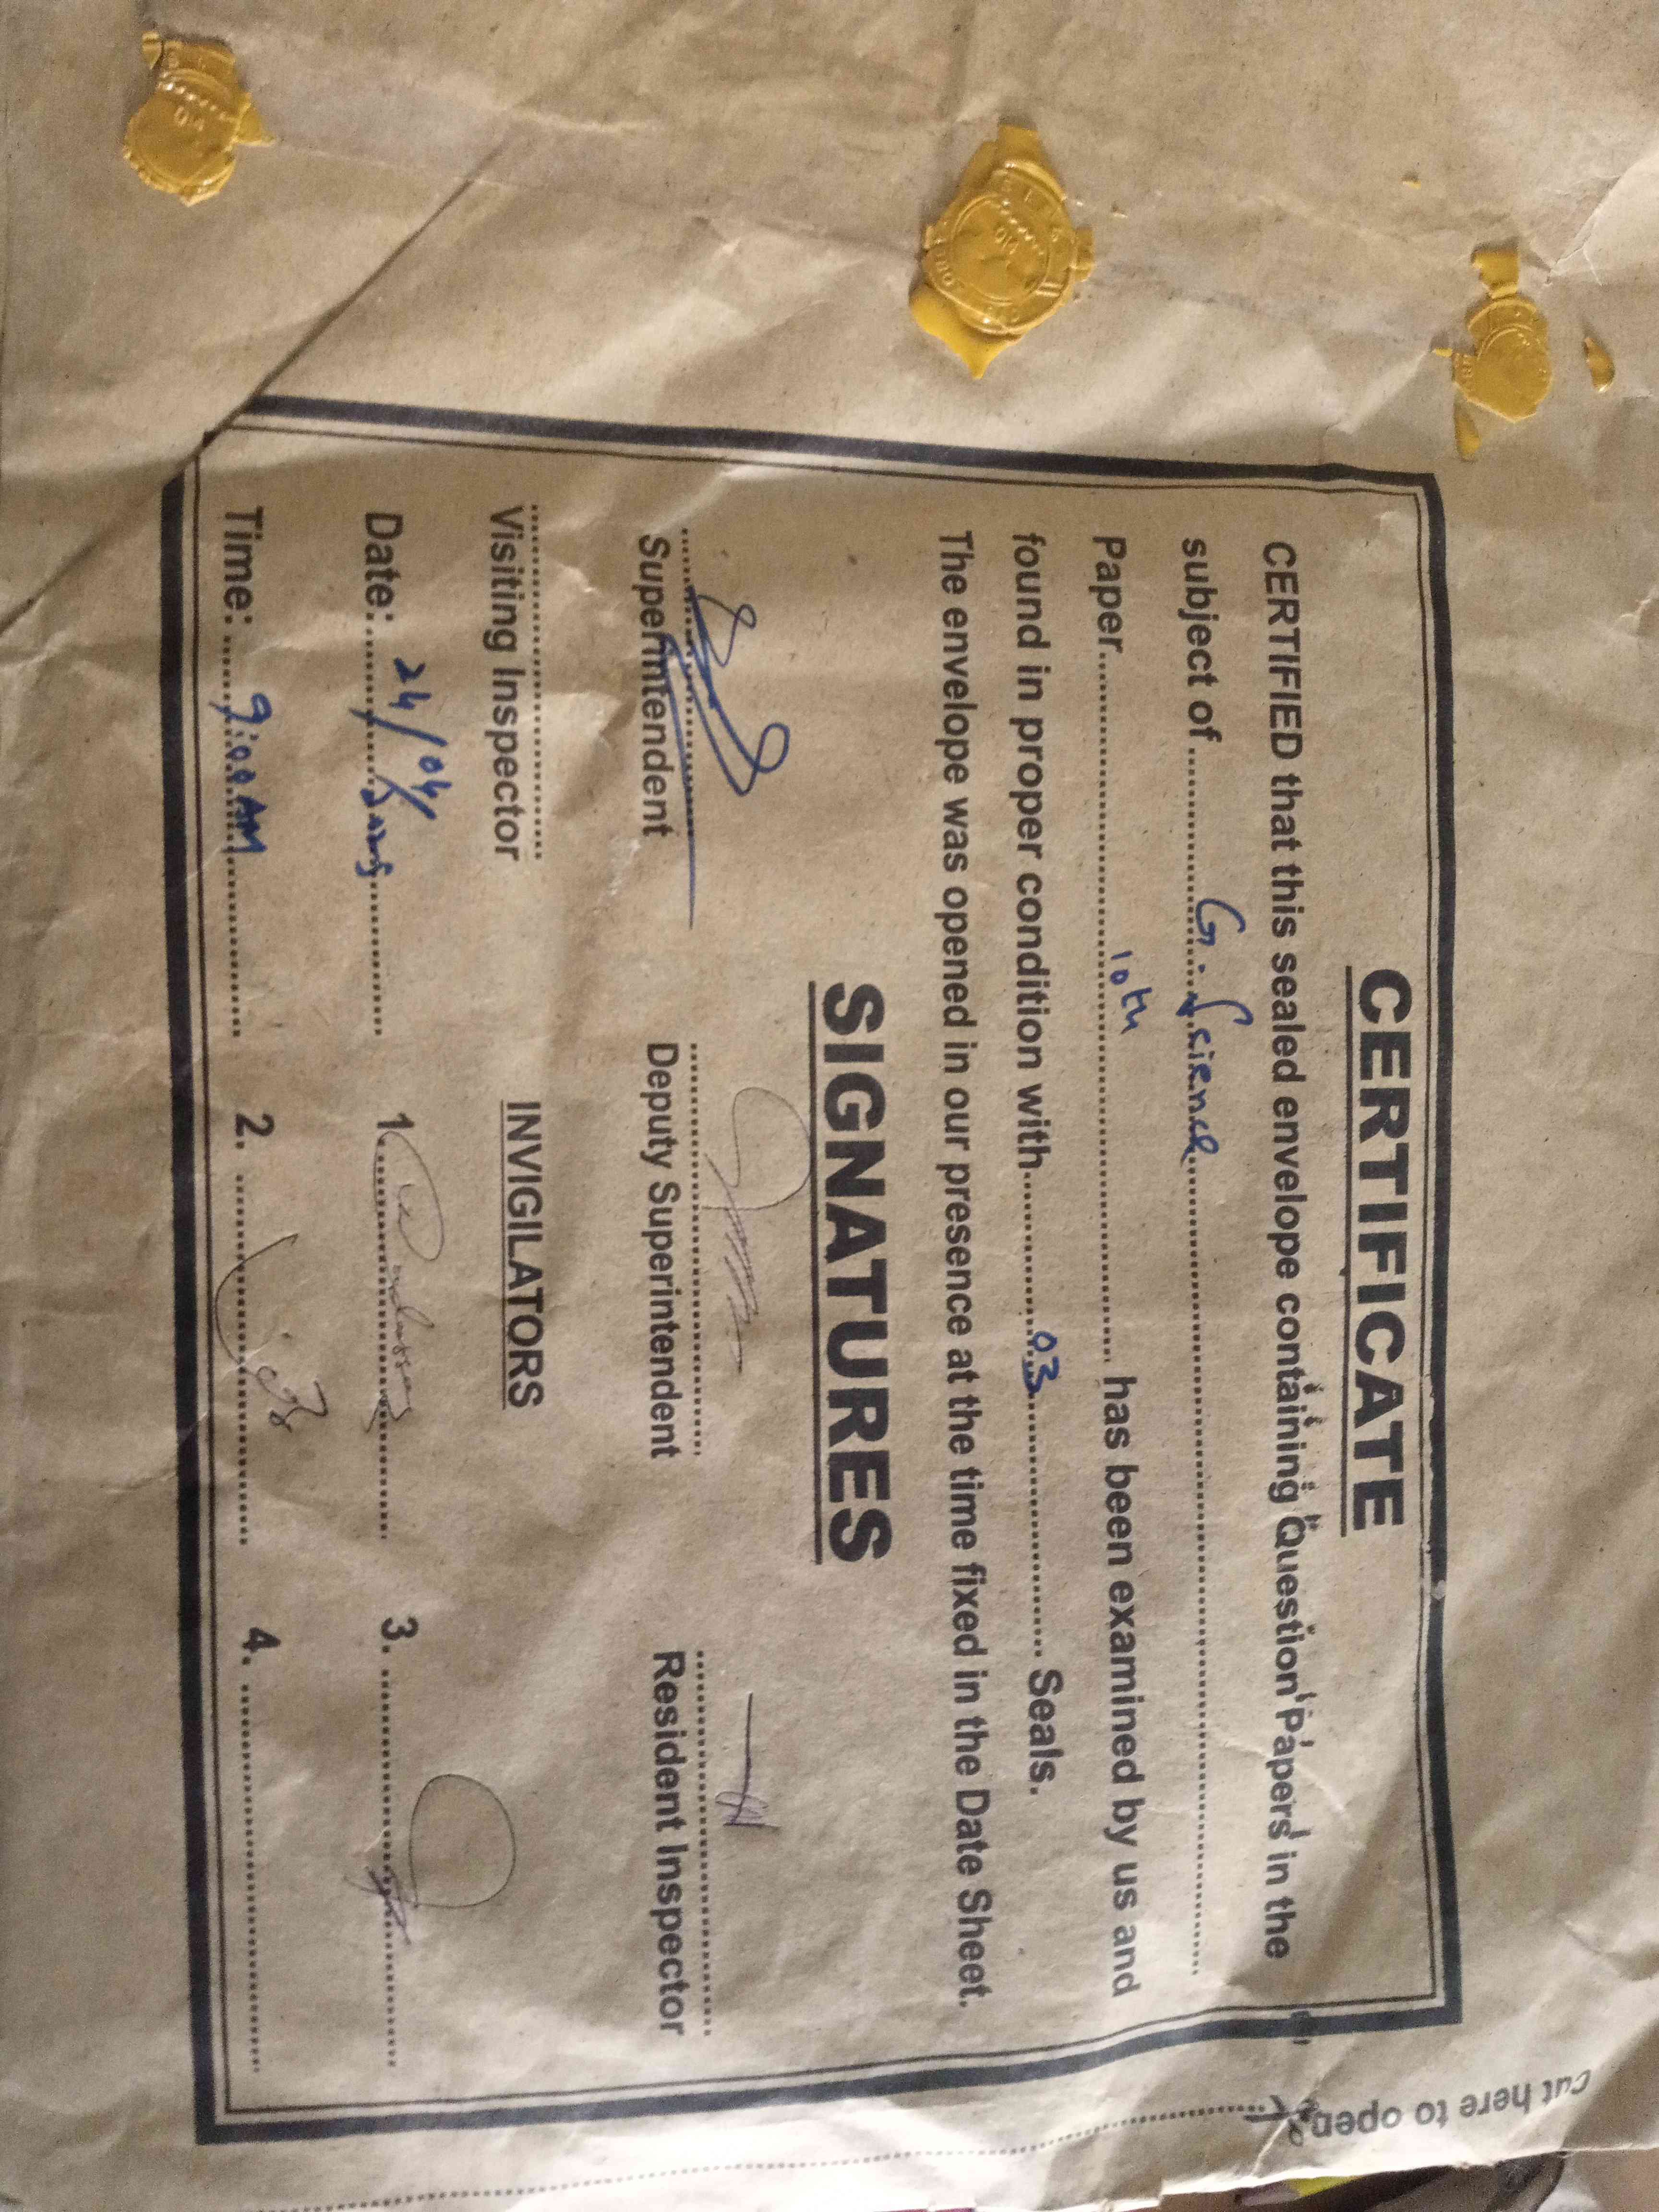 CERTIFICATE
CERTIFIED that this sealed envelope containing Question Papers in the
subject of G. Science
Paper 10th has been examined by us and
found in proper condition with 03 Seals.
The envelope was opened in our presence at the time fixed in the Date Sheet.
SIGNATURES
Superintendent Deputy Superintendent Resident Inspector
Visiting Inspector INVIGILATORS
Date: 24/04/2025 1. 3.
Time: 9:00 AM 2. 4.
cut here to open